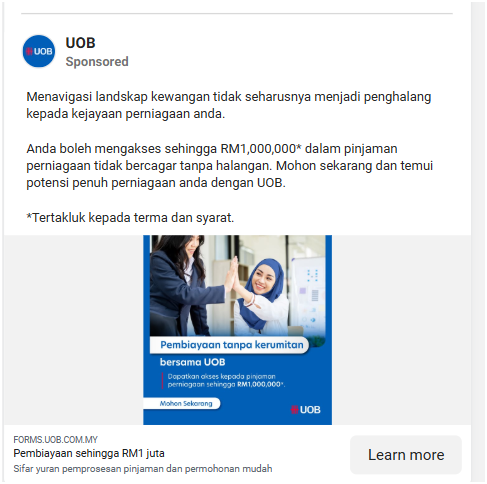 UOB
UOB
Sponsored
Menavigasi landskap kewangan tidak seharusnya menjadi penghalang
kepada kejayaan perniagaan anda.
Anda boleh mengakses sehingga RM1,000,000* dalam pinjaman
perniagaan tidak bercagar tanpa halangan. Mohon sekarang dan temui
potensi penuh perniagaan anda dengan UOB.
*Tertakluk kepada terma dan syarat.
Pembiayaan tanpa kerumitan
bersama UOB
Dapatkan akses kepada pinjaman
perniagaan sehingga RM1,000,000*.
Mohon Sekarang
UOB
FORMS.UOB.COM.MY
Pembiayaan sehingga RM1 juta
Sifar yuran pemprosesan pinjaman dan permohonan mudah
Learn more